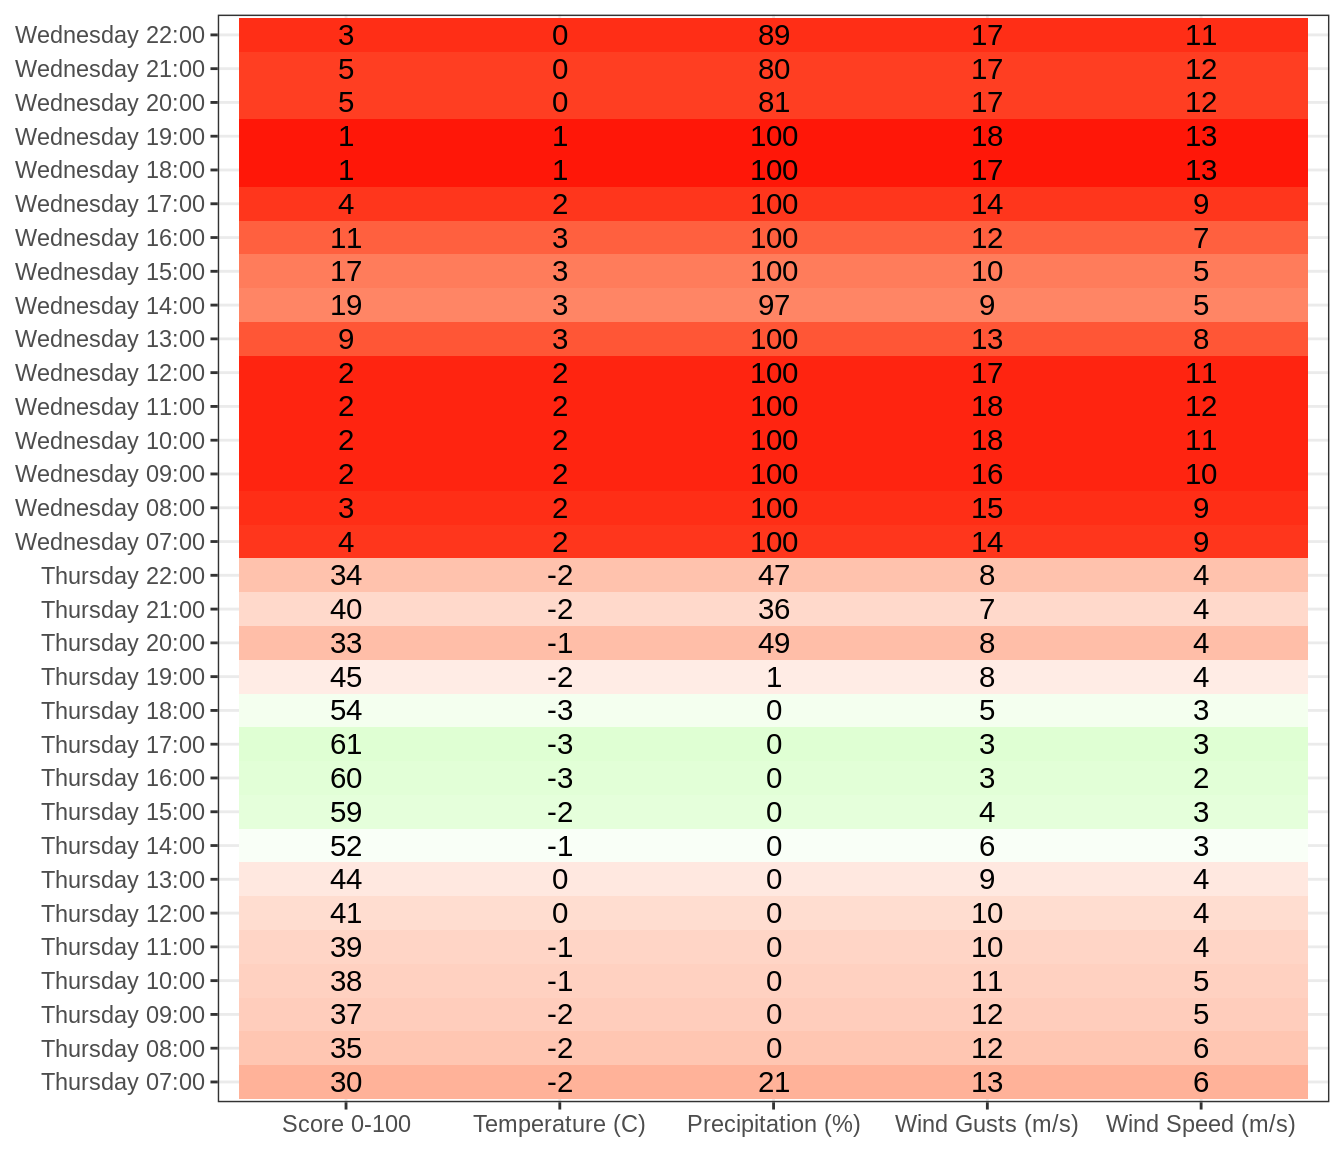 Wednesday 22:00 3 0 89 17 11
Wednesday 21:00 5 0 80 17 12
Wednesday 20:00 5 0 81 17 12
Wednesday 19:00 1 1 100 18 13
Wednesday 18:00 1 1 100 17 13
Wednesday 17:00 4 2 100 14 9
Wednesday 16:00 11 3 100 12 7
Wednesday 15:00 17 3 100 10 5
Wednesday 14:00 19 3 97 9 5
Wednesday 13:00 9 3 100 13 8
Wednesday 12:00 2 2 100 17 11
Wednesday 11:00 2 2 100 18 12
Wednesday 10:00 2 2 100 18 11
Wednesday 09:00 2 2 100 16 10
Wednesday 08:00 3 2 100 15 9
Wednesday 07:00 4 2 100 14 9
Thursday 22:00 34 -2 47 8 4
Thursday 21:00 40 -2 36 7 4
Thursday 20:00 33 -1 49 8 4
Thursday 19:00 45 -2 1 8 4
Thursday 18:00 54 -3 0 5 3
Thursday 17:00 61 -3 0 3 3
Thursday 16:00 60 -3 0 3 2
Thursday 15:00 59 -2 0 4 3
Thursday 14:00 52 -1 0 6 3
Thursday 13:00 44 0 0 9 4
Thursday 12:00 41 0 0 10 4
Thursday 11:00 39 -1 0 10 4
Thursday 10:00 38 -1 0 11 5
Thursday 09:00 37 -2 0 12 5
Thursday 08:00 35 -2 0 12 6
Thursday 07:00 30 -2 21 13 6
Score 0-100 Temperature (C) Precipitation (%) Wind Gusts (m/s) Wind Speed (m/s)